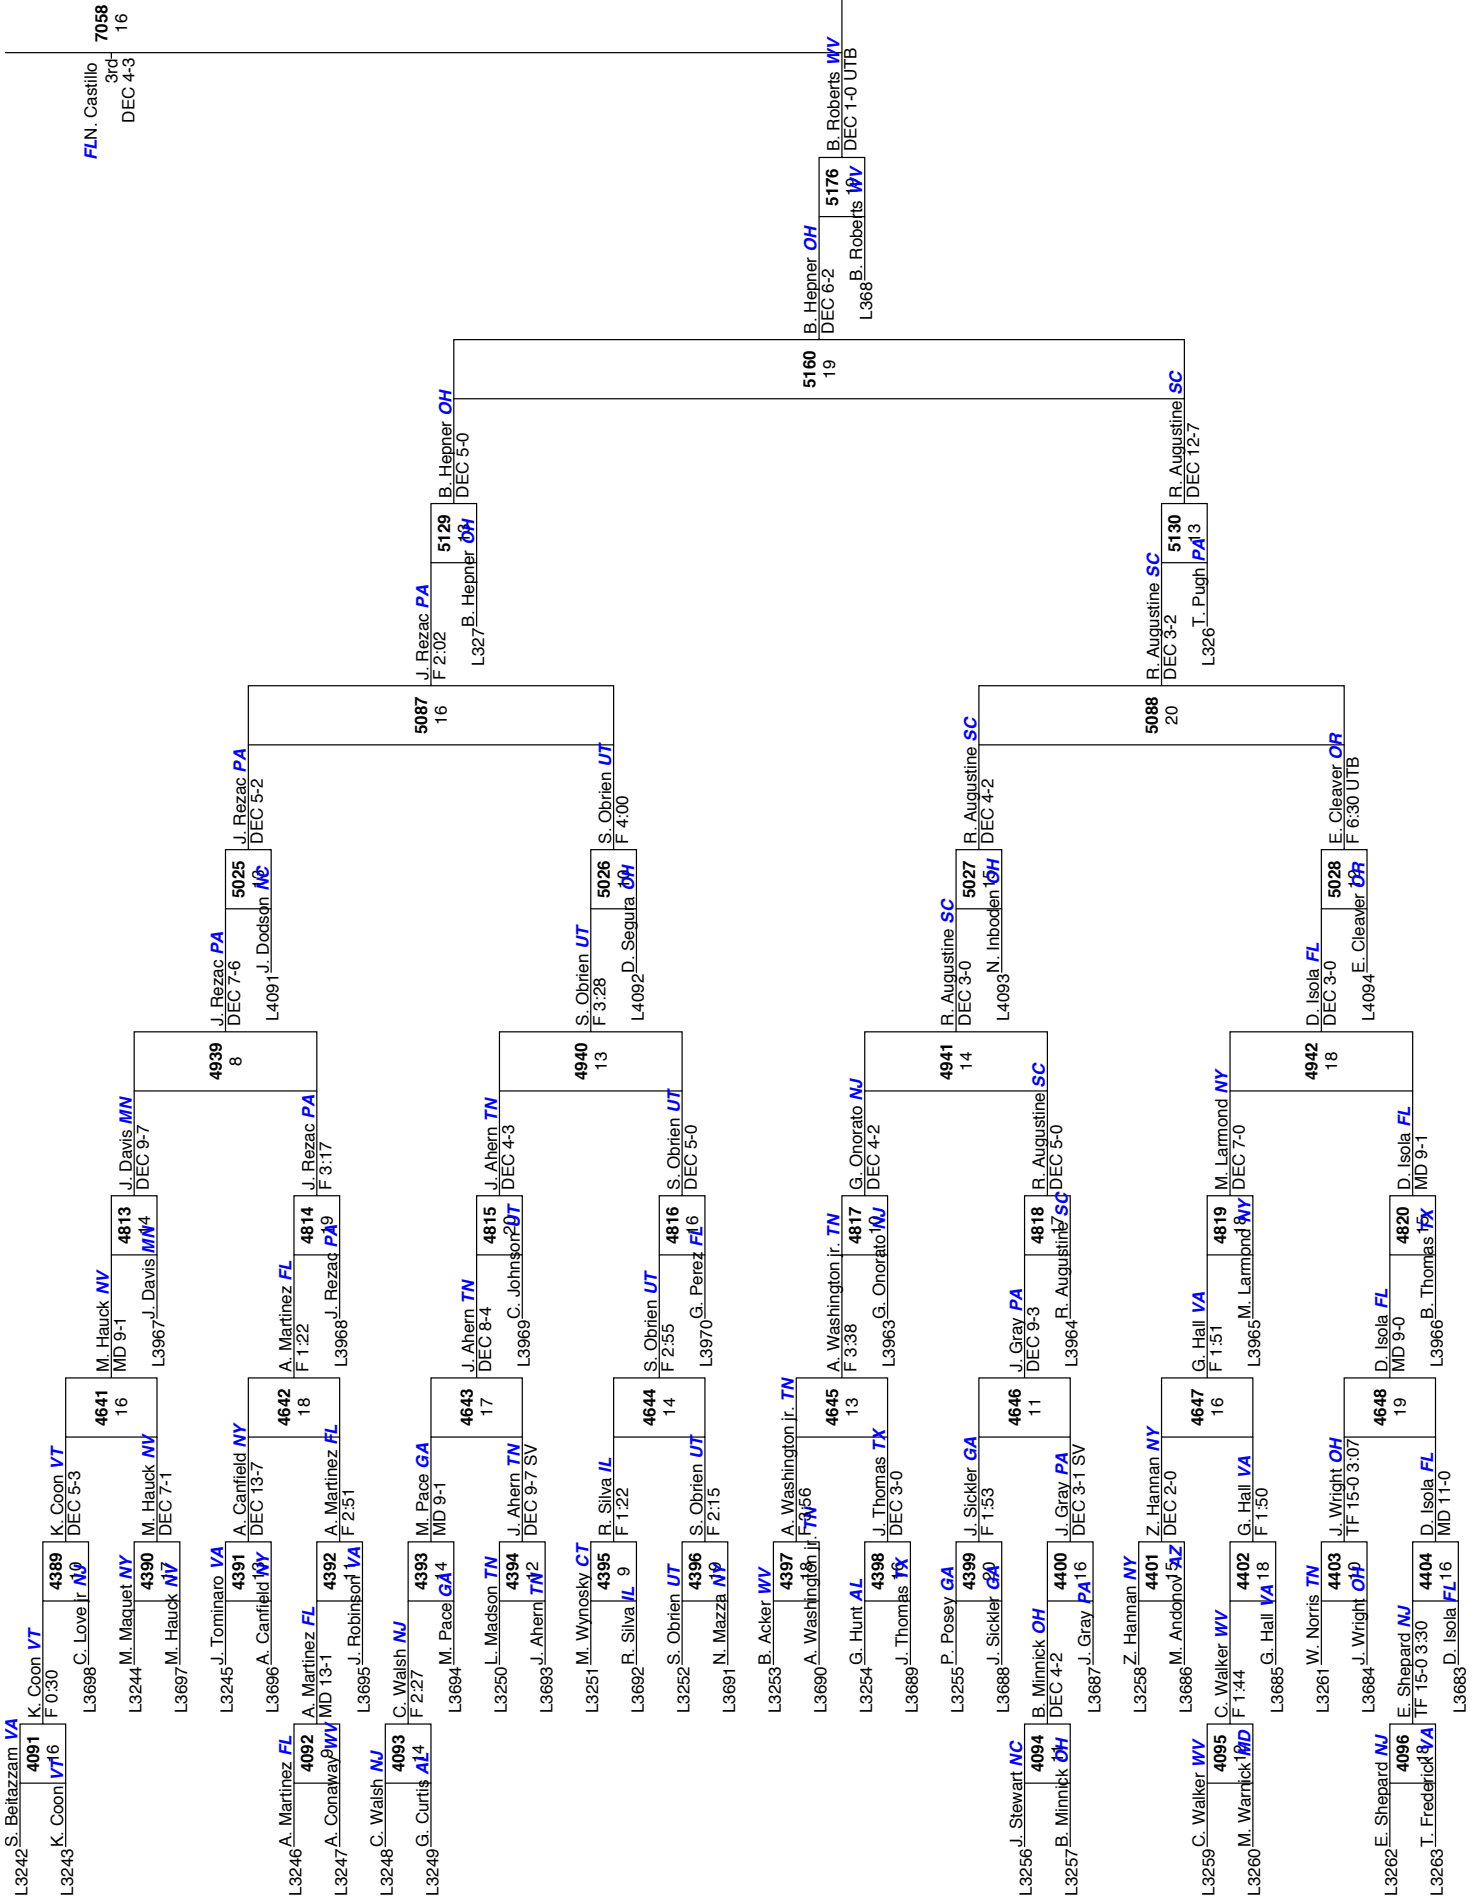 L3242 S. Beitazzam VA
4091
16
L3243 K. Coon VT
L3246 A. Martinez FL
4092
9
L3247 A. Conaway WV
L3248 C. Walsh NJ
4093
14
L3249 G. Curtis AL
L3256 J. Stewart NC
4094
L3257 B. Minnick OH
L3259 C. Walker WV
4095
L3260 M. Warnick MD
L3262 E. Shepard NJ
4096
18
L3263 T. Frederick VA
K. Coon VT
F 0:30
4389
10
L3698 C. Love jr NJ
L3244 M. Maquet NY
4390
17
L3697 M. Hauck NV
L3245 J. Tominaro VA
4391
13
L3696 A. Canfield NY
A. Martinez FL
MD 13-1
4392
11
L3695 J. Robinson VA
C. Walsh NJ
F 2:27
4393
14
L3694 M. Pace GA
L3250 L. Madson TN
4394
12
L3693 J. Ahern TN
L3251 M. Wynosky CT
4395
9
L3692 R. Silva IL
L3252 S. Obrien UT
4396
19
L3691 N. Mazza NY
L3253 B. Acker WV
4397
18
L3690 A. Washington jr. TN
L3254 G. Hunt AL
4398
L3689 J. Thomas TX
L3255 P. Posey GA
4399
20
L3688 J. Sickler GA
B. Minnick OH
DEC 4-2
4400
16
L3687 J. Gray PA
L3258 Z. Hannan NY
4401
15
L3686 M. Andonov AZ
C. Walker WV
F 1:44
4402
18
L3685 G. Hall VA
L3261 W. Norris TN
4403
10
L3684 J. Wright OH
E. Shepard NJ
TF 15-0 3:30
4404
16
L3683 D. Isola FL
K. Coon VT
DEC 5-3
4641
16
M. Hauck NV
DEC 7-1
A. Canfield NY
DEC 13-7
4642
18
A. Martinez FL
F 2:51
M. Pace GA
MD 9-1
4643
17
J. Ahern TN
DEC 9-7 SV
R. Silva IL
F 1:22
4644
14
S. Obrien UT
F 2:15
A. Washington jr. TN
F 3:56
4645
13
J. Thomas TX
DEC 3-0
J. Sickler GA
F 1:53
4646
11
J. Gray PA
DEC 3-1 SV
Z. Hannan NY
DEC 2-0
4647
16
G. Hall VA
F 1:50
J. Wright OH
TF 15-0 3:07
4648
19
D. Isola FL
MD 11-0
M. Hauck NV
MD 9-1
4813
14
L3967 J. Davis MN
A. Martinez FL
F 1:22
4814
19
L3968 J. Rezac PA
J. Ahern TN
DEC 8-4
4815
20
L3969 C. Johnson UT
S. Obrien UT
F 2:55
4816
16
L3970 G. Perez FL
A. Washington jr. TN
F 3:38
4817
10
L3963 G. Onorato NJ
J. Gray PA
DEC 9-3
4818
17
L3964 R. Augustine SC
G. Hall VA
F 1:51
4819
18
L3965 M. Larmond NY
D. Isola FL
MD 9-0
4820
15
L3966 B. Thomas TX
J. Davis MN
DEC 9-7
4939
8
J. Rezac PA
F 3:17
J. Ahern TN
DEC 4-3
4940
13
S. Obrien UT
DEC 5-0
G. Onorato NJ
DEC 4-2
4941
14
R. Augustine SC
DEC 5-0
M. Larmond NY
DEC 7-0
4942
18
D. Isola FL
MD 9-1
J. Rezac PA
DEC 7-6
5025
L4091 J. Dodson NC
S. Obrien UT
F 3:28
5026
19
L4092 D. Segura OH
R. Augustine SC
DEC 3-0
5027
15
L4093 N. Inboden OH
D. Isola FL
DEC 3-0
5028
L4094 E. Cleaver OR
J. Rezac PA
DEC 5-2
5087
16
S. Obrien UT
F 4:00
R. Augustine SC
DEC 4-2
5088
20
E. Cleaver OR
F 6:30 UTB
J. Rezac PA
F 2:02
5129
L327 B. Hepner OH
R. Augustine SC
DEC 3-2
5130
13
L326 T. Pugh PA
B. Hepner OH
DEC 5-0
5160
19
R. Augustine SC
DEC 12-7
B. Hepner OH
DEC 6-2
5176
L368 B. Roberts WV
FL N. Castillo
3rd
DEC 4-3
7058
16
B. Roberts WV
DEC 1-0 UTB